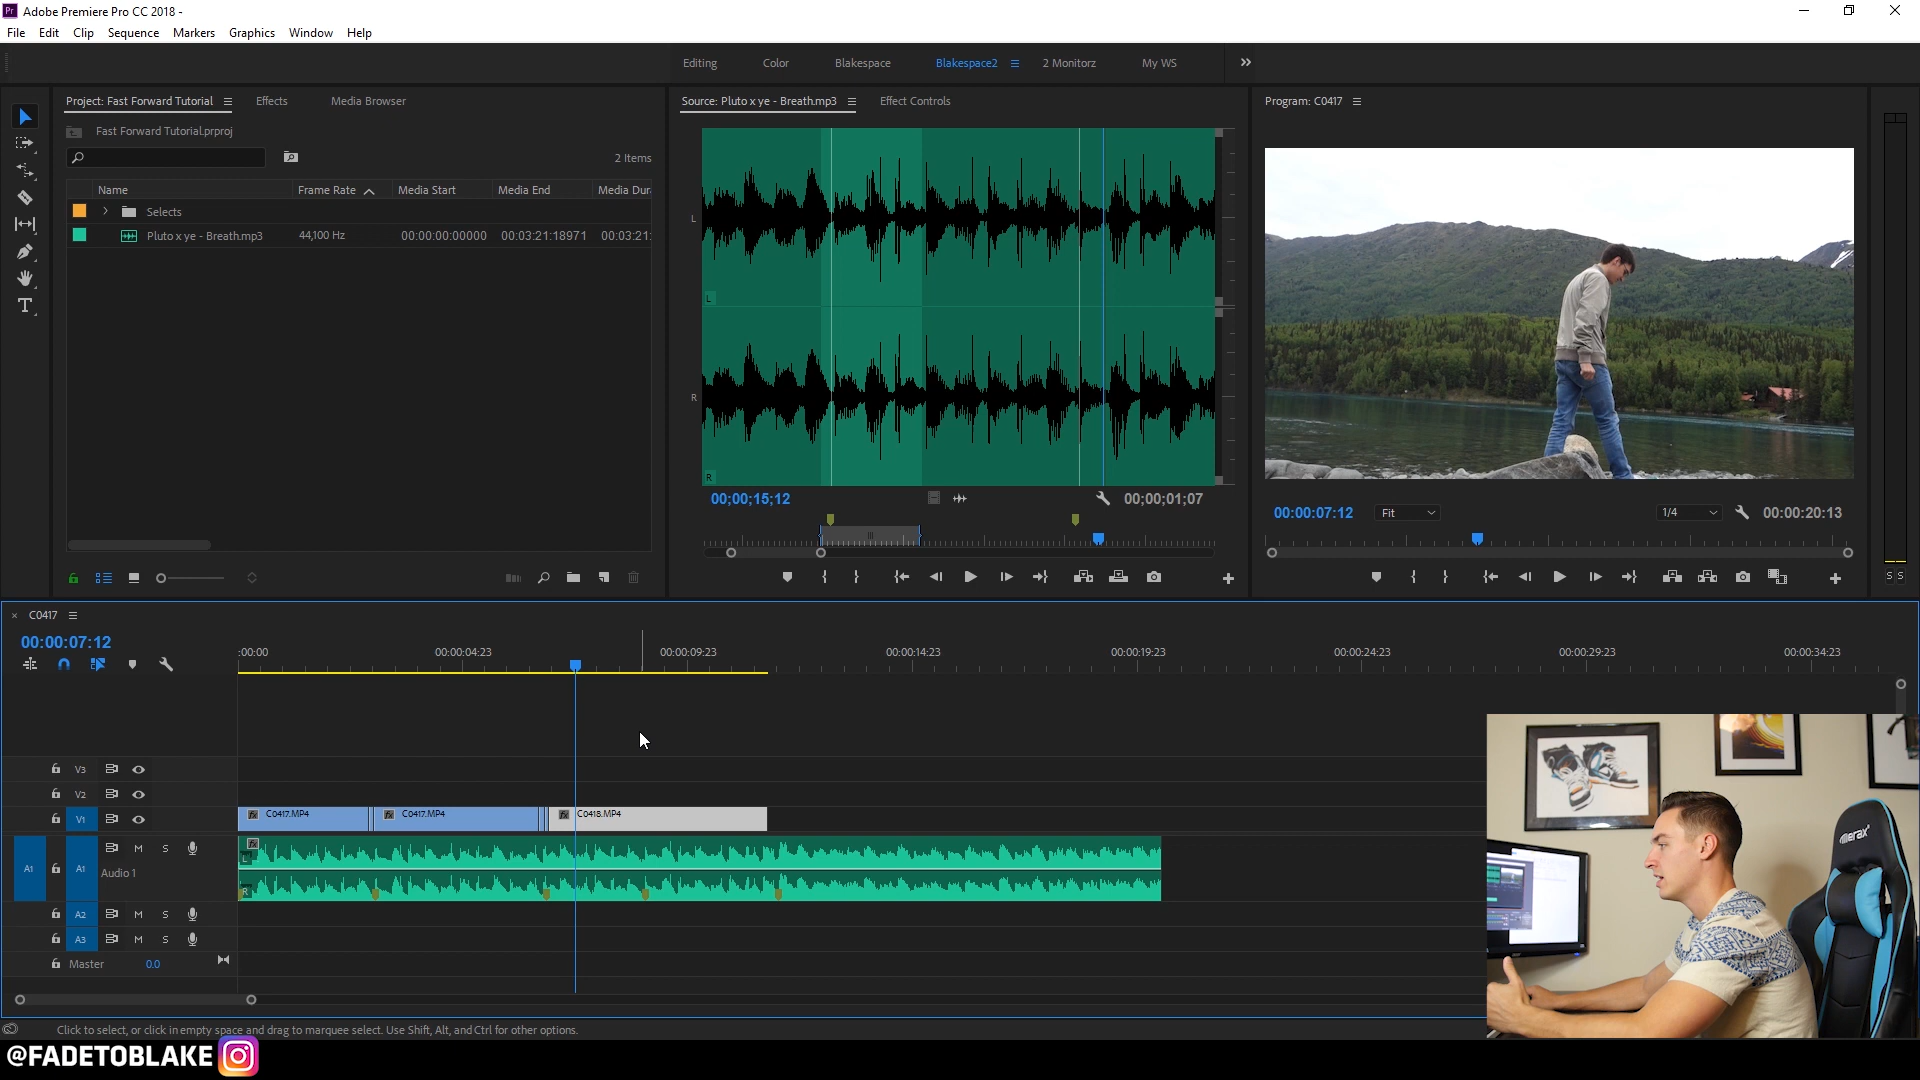 Pr Adobe Premiere Pro CC 2018 -
File Edit Clip Sequence Markers Graphics Window Help
Editing Color Blakespace Blakespace2 2 Monitorz My WS
Project: Fast Forward Tutorial Effects Media Browser
Fast Forward Tutorial.prproj
2 Items
Name Frame Rate Media Start Media End Media Dur
Selects
Pluto x ye - Breath.mp3 44,100 Hz 00:00:00:00000 00:03:21:18971 00:03:21:
Source: Pluto x ye - Breath.mp3 Effect Controls
L
L
R
R
00;00;15;12 00;00;01;07
Program: C0417
00:00:07:12 Fit 1/4 00:00:20:13
S S
C0417
00:00:07:12
:00:00 00:00:04:23 00:00:09:23 00:00:14:23 00:00:19:23 00:00:24:23 00:00:29:23 00:00:34:23
V3
V2
V1 fx C0417.MP4 fx C0417.MP4 fx C0418.MP4
A1 A1 M S fx L
Audio 1
R
A2 M S
A3 M S
Master 0.0
Click to select, or click in empty space and drag to marquee select. Use Shift, Alt, and Ctrl for other options.
@FADETOBLAKE
merax